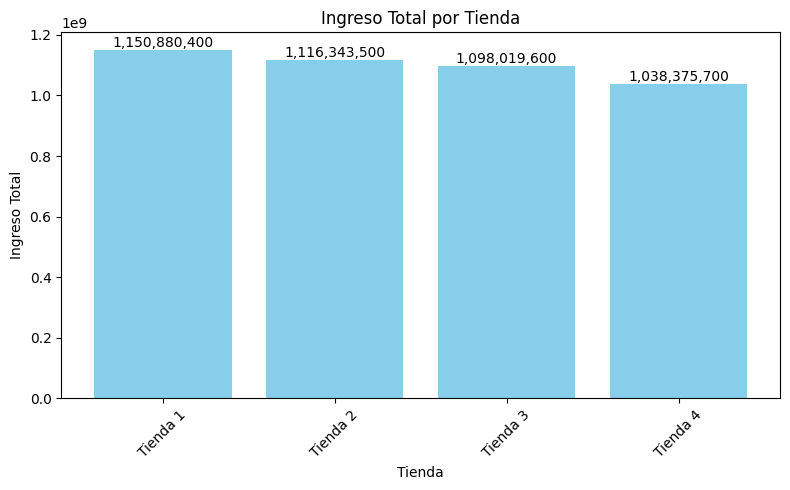 Ingreso Total por Tienda
1e9
1,150,880,400
1,116,343,500
1,098,019,600
1,038,375,700
1.2
1.0
0.8
0.6
0.4
0.2
0.0
Ingreso Total
Tienda 1
Tienda 2
Tienda 3
Tienda 4
Tienda